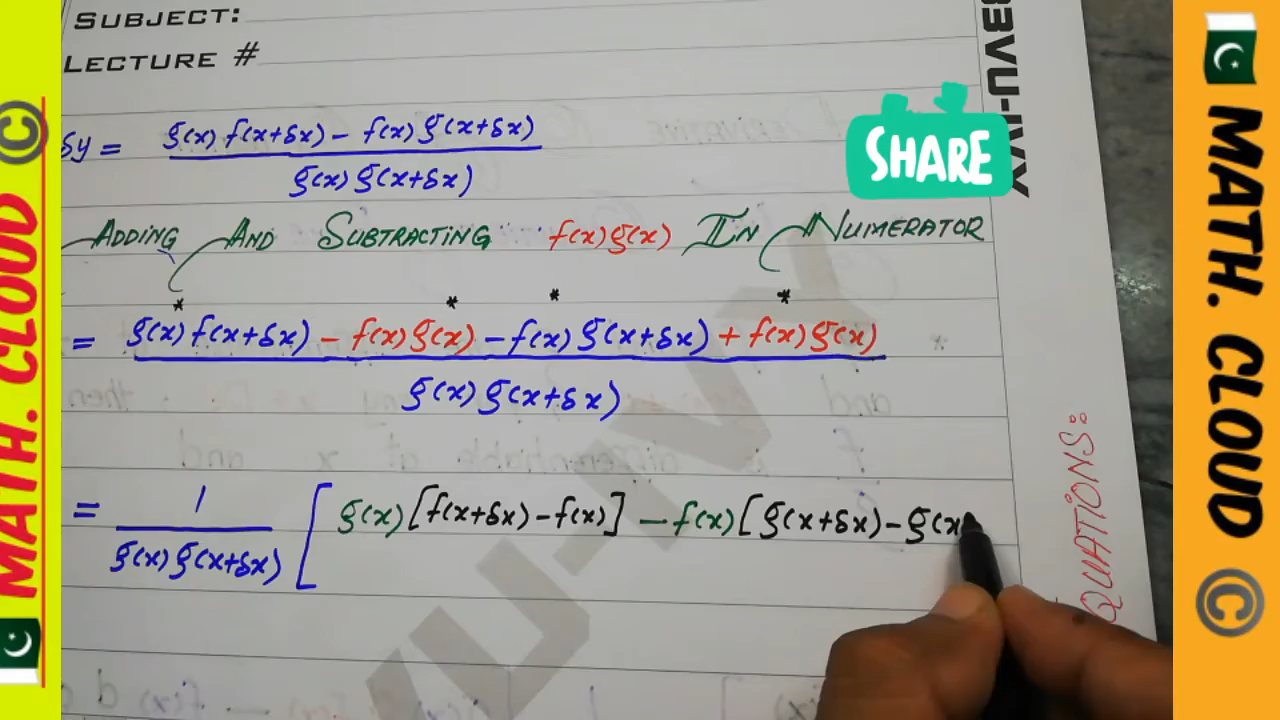 SUBJECT:
LECTURE #
δy = g(x) f(x+δx) - f(x) g(x+δx)
g(x) g(x+δx)
ADDING AND SUBTRACTING f(x)g(x) IN NUMERATOR
* * * *
= g(x) f(x+δx) - f(x) g(x) - f(x) g(x+δx) + f(x) g(x)
g(x) g(x+δx)
= 1 [ g(x) [f(x+δx) - f(x)] - f(x) [g(x+δx) - g(x)
g(x) g(x+δx)
SHARE
QUATIONS:
MATH. CLOUD ©
MATH. CLOUD ©